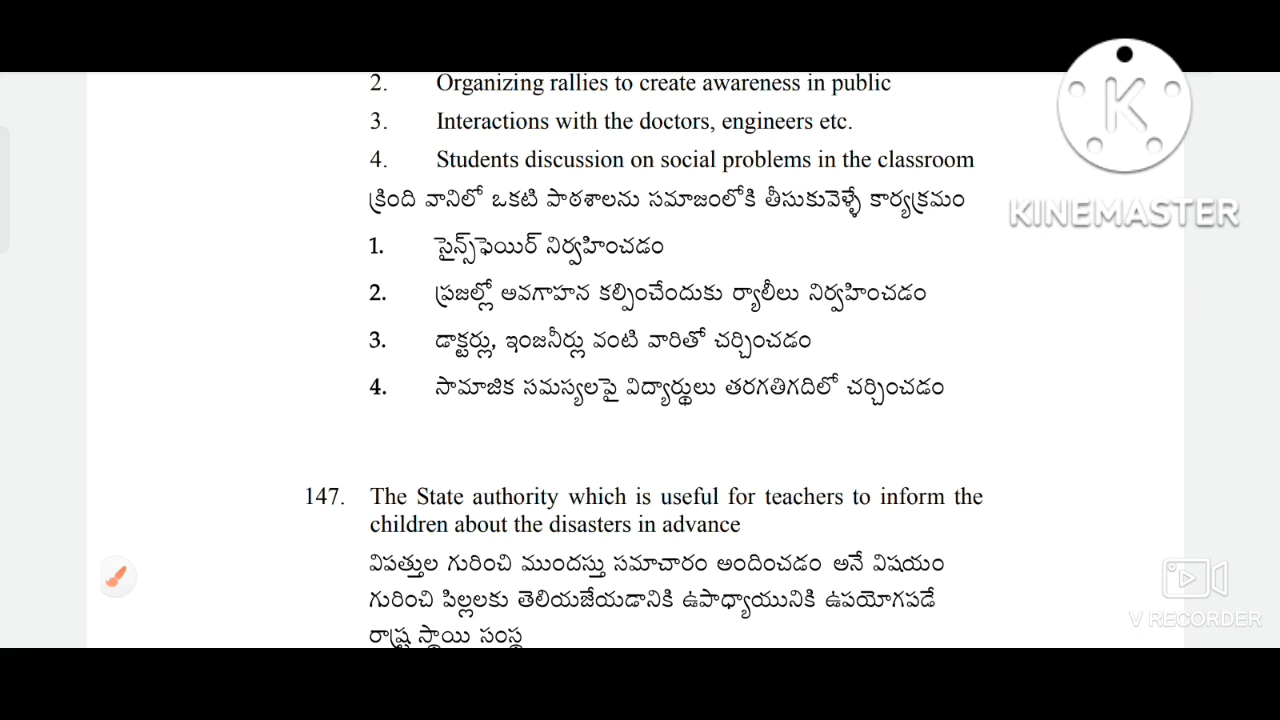 2. Organizing rallies to create awareness in public
3. Interactions with the doctors, engineers etc.
4. Students discussion on social problems in the classroom
క్రింది వానిలో ఒకటి పాఠశాలను సమాజంలోకి తీసుకువెళ్ళే కార్యక్రమం
1. సైన్స్‌ఫెయిర్ నిర్వహించడం
2. ప్రజల్లో అవగాహన కల్పించేందుకు ర్యాలీలు నిర్వహించడం
3. డాక్టర్లు, ఇంజనీర్లు వంటి వారితో చర్చించడం
4. సామాజిక సమస్యలపై విద్యార్థులు తరగతిగదిలో చర్చించడం
147. The State authority which is useful for teachers to inform the
children about the disasters in advance
విపత్తుల గురించి ముందస్తు సమాచారం అందించడం అనే విషయం
గురించి పిల్లలకు తెలియజేయడానికి ఉపాధ్యాయునికి ఉపయోగపడే
రాష్ట్ర స్థాయి సంస్థ
K
KINEMASTER
V RECORDER